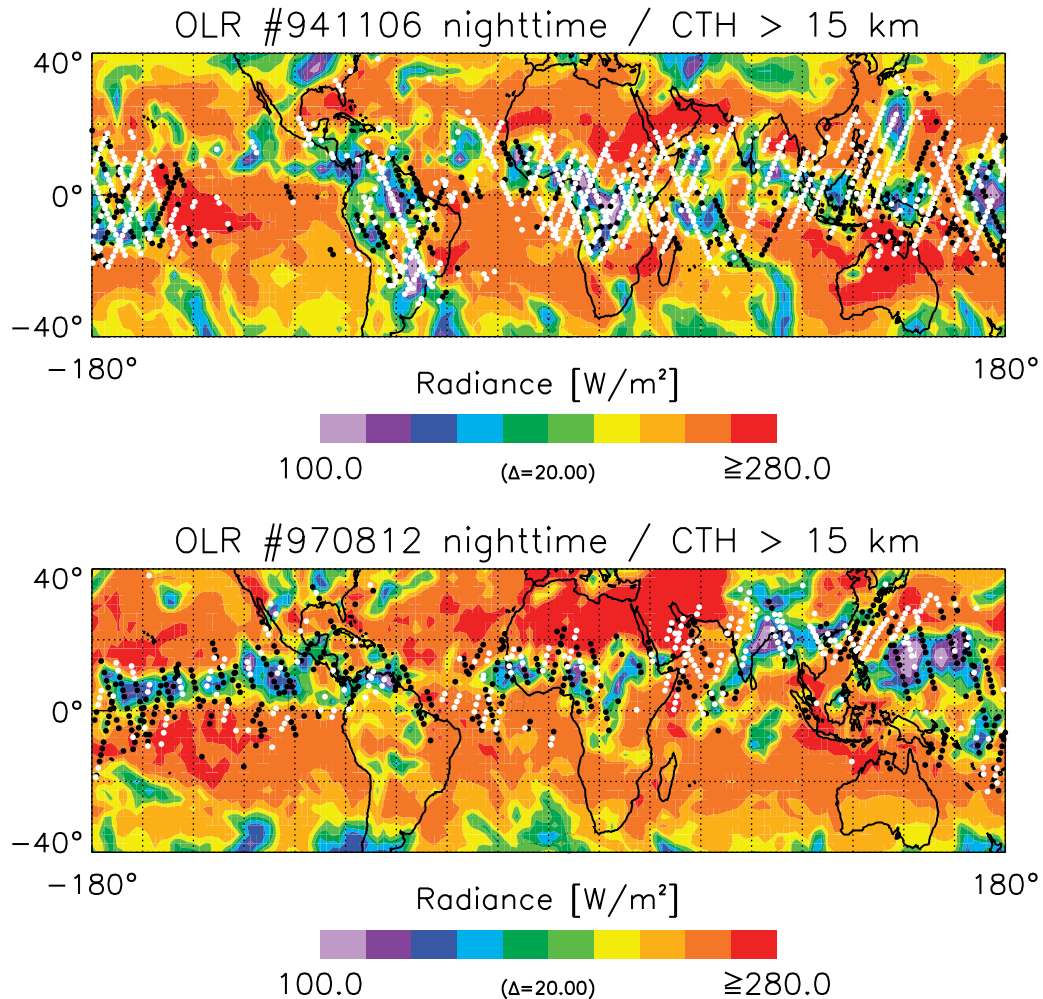 OLR #941106 nighttime / CTH > 15 km
40°
0°
−40°
−180° 180°
Radiance [W/m²]
100.0 (Δ=20.00) ≧280.0
OLR #970812 nighttime / CTH > 15 km
40°
0°
−40°
−180° 180°
Radiance [W/m²]
100.0 (Δ=20.00) ≧280.0